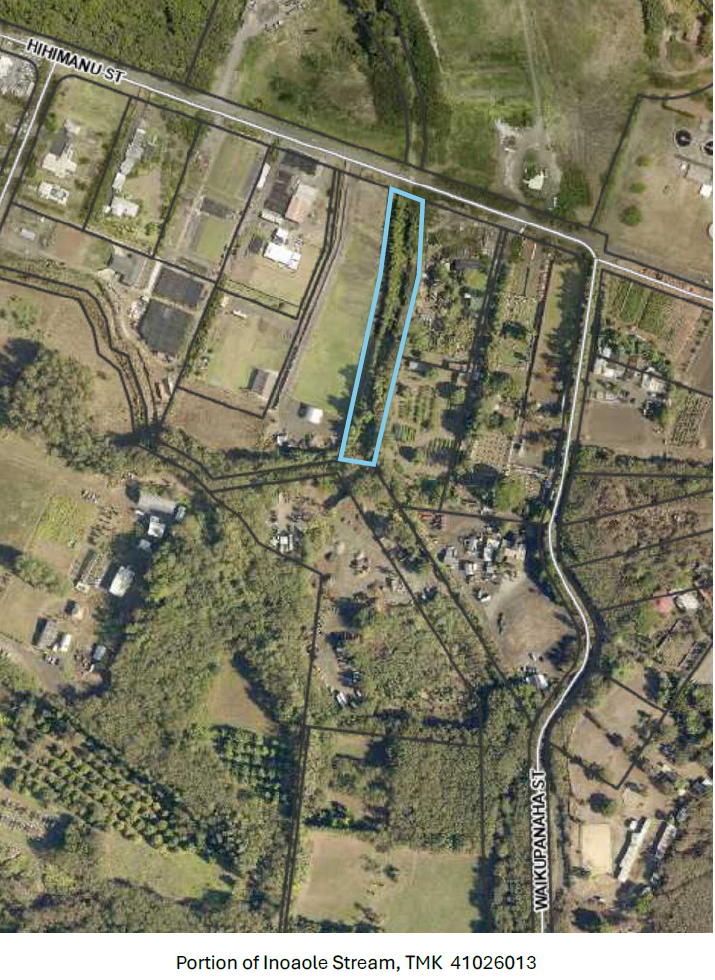 HIHIMANU ST
WAIKUPANAHA ST
Portion of Inoaole Stream, TMK 41026013